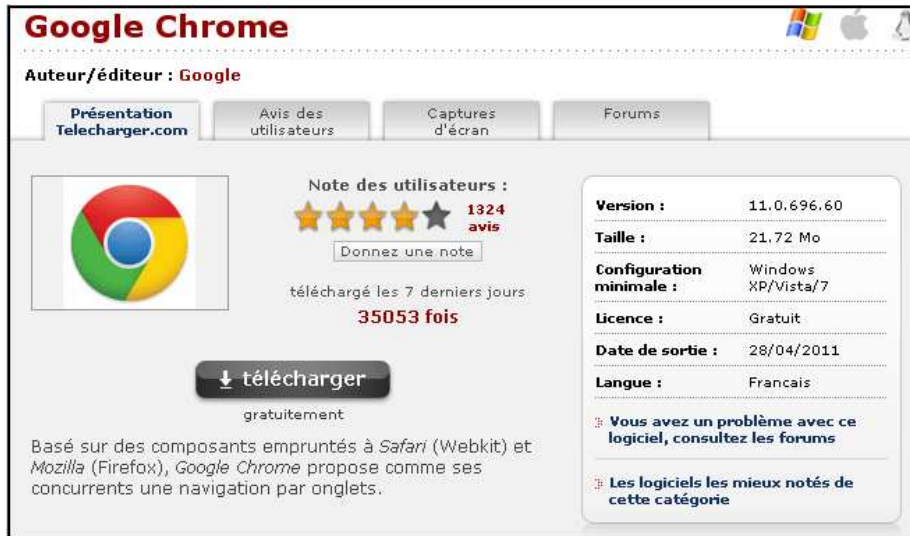 Google Chrome
Auteur/éditeur : Google
Présentation
Telecharger.com
Avis des
utilisateurs
Captures
d'écran
Forums
Note des utilisateurs :
1324
avis
Donnez une note
téléchargé les 7 derniers jours
35053 fois
télécharger
gratuitement
Basé sur des composants empruntés à Safari (Webkit) et
Mozilla (Firefox), Google Chrome propose comme ses
concurrents une navigation par onglets.
Version : 11.0.696.60
Taille : 21.72 Mo
Configuration Windows
minimale : XP/Vista/7
Licence : Gratuit
Date de sortie : 28/04/2011
Langue : Francais
Vous avez un problème avec ce
logiciel, consultez les forums
Les logiciels les mieux notés de
cette catégorie